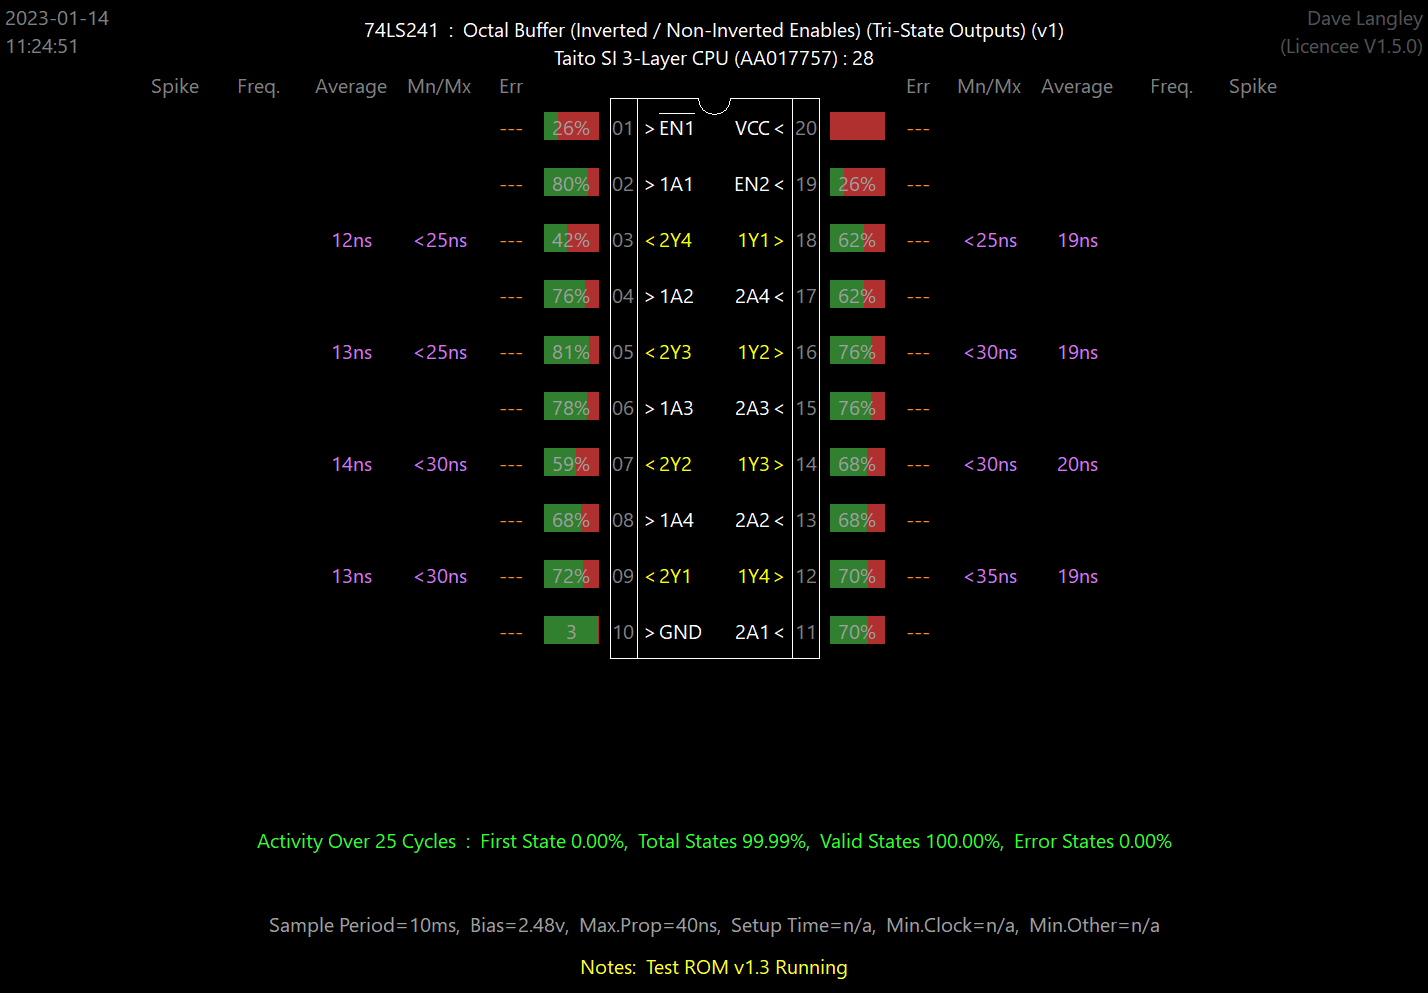 2023-01-14
11:24:51
74LS241 : Octal Buffer (Inverted / Non-Inverted Enables) (Tri-State Outputs) (v1)
Taito SI 3-Layer CPU (AA017757) : 28
Dave Langley
(Licencee V1.5.0)
Spike Freq. Average Mn/Mx Err Err Mn/Mx Average Freq. Spike
--- 26% 01 > EN1 VCC < 20 ---
--- 80% 02 > 1A1 EN2 < 19 26% ---
12ns <25ns --- 42% 03 < 2Y4 1Y1 > 18 62% --- <25ns 19ns
--- 76% 04 > 1A2 2A4 < 17 62% ---
13ns <25ns --- 81% 05 < 2Y3 1Y2 > 16 76% --- <30ns 19ns
--- 78% 06 > 1A3 2A3 < 15 76% ---
14ns <30ns --- 59% 07 < 2Y2 1Y3 > 14 68% --- <30ns 20ns
--- 68% 08 > 1A4 2A2 < 13 68% ---
13ns <30ns --- 72% 09 < 2Y1 1Y4 > 12 70% --- <35ns 19ns
--- 3 10 > GND 2A1 < 11 70% ---
Activity Over 25 Cycles : First State 0.00%, Total States 99.99%, Valid States 100.00%, Error States 0.00%
Sample Period=10ms, Bias=2.48v, Max.Prop=40ns, Setup Time=n/a, Min.Clock=n/a, Min.Other=n/a
Notes: Test ROM v1.3 Running